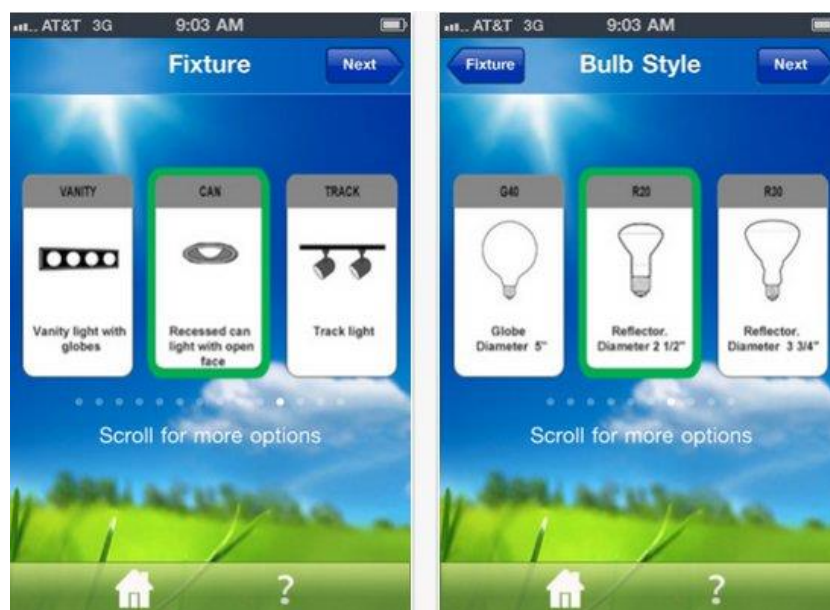 AT&T 3G 9:03 AM
Fixture Next
VANITY CAN TRACK
Vanity light with
globes
Recessed can
light with open
face
Track light
Scroll for more options
?
AT&T 3G 9:03 AM
Fixture Bulb Style Next
G40 R20 R30
Globe
Diameter 5"
Reflector.
Diameter 2 1/2"
Reflector.
Diameter 3 3/4"
Scroll for more options
?